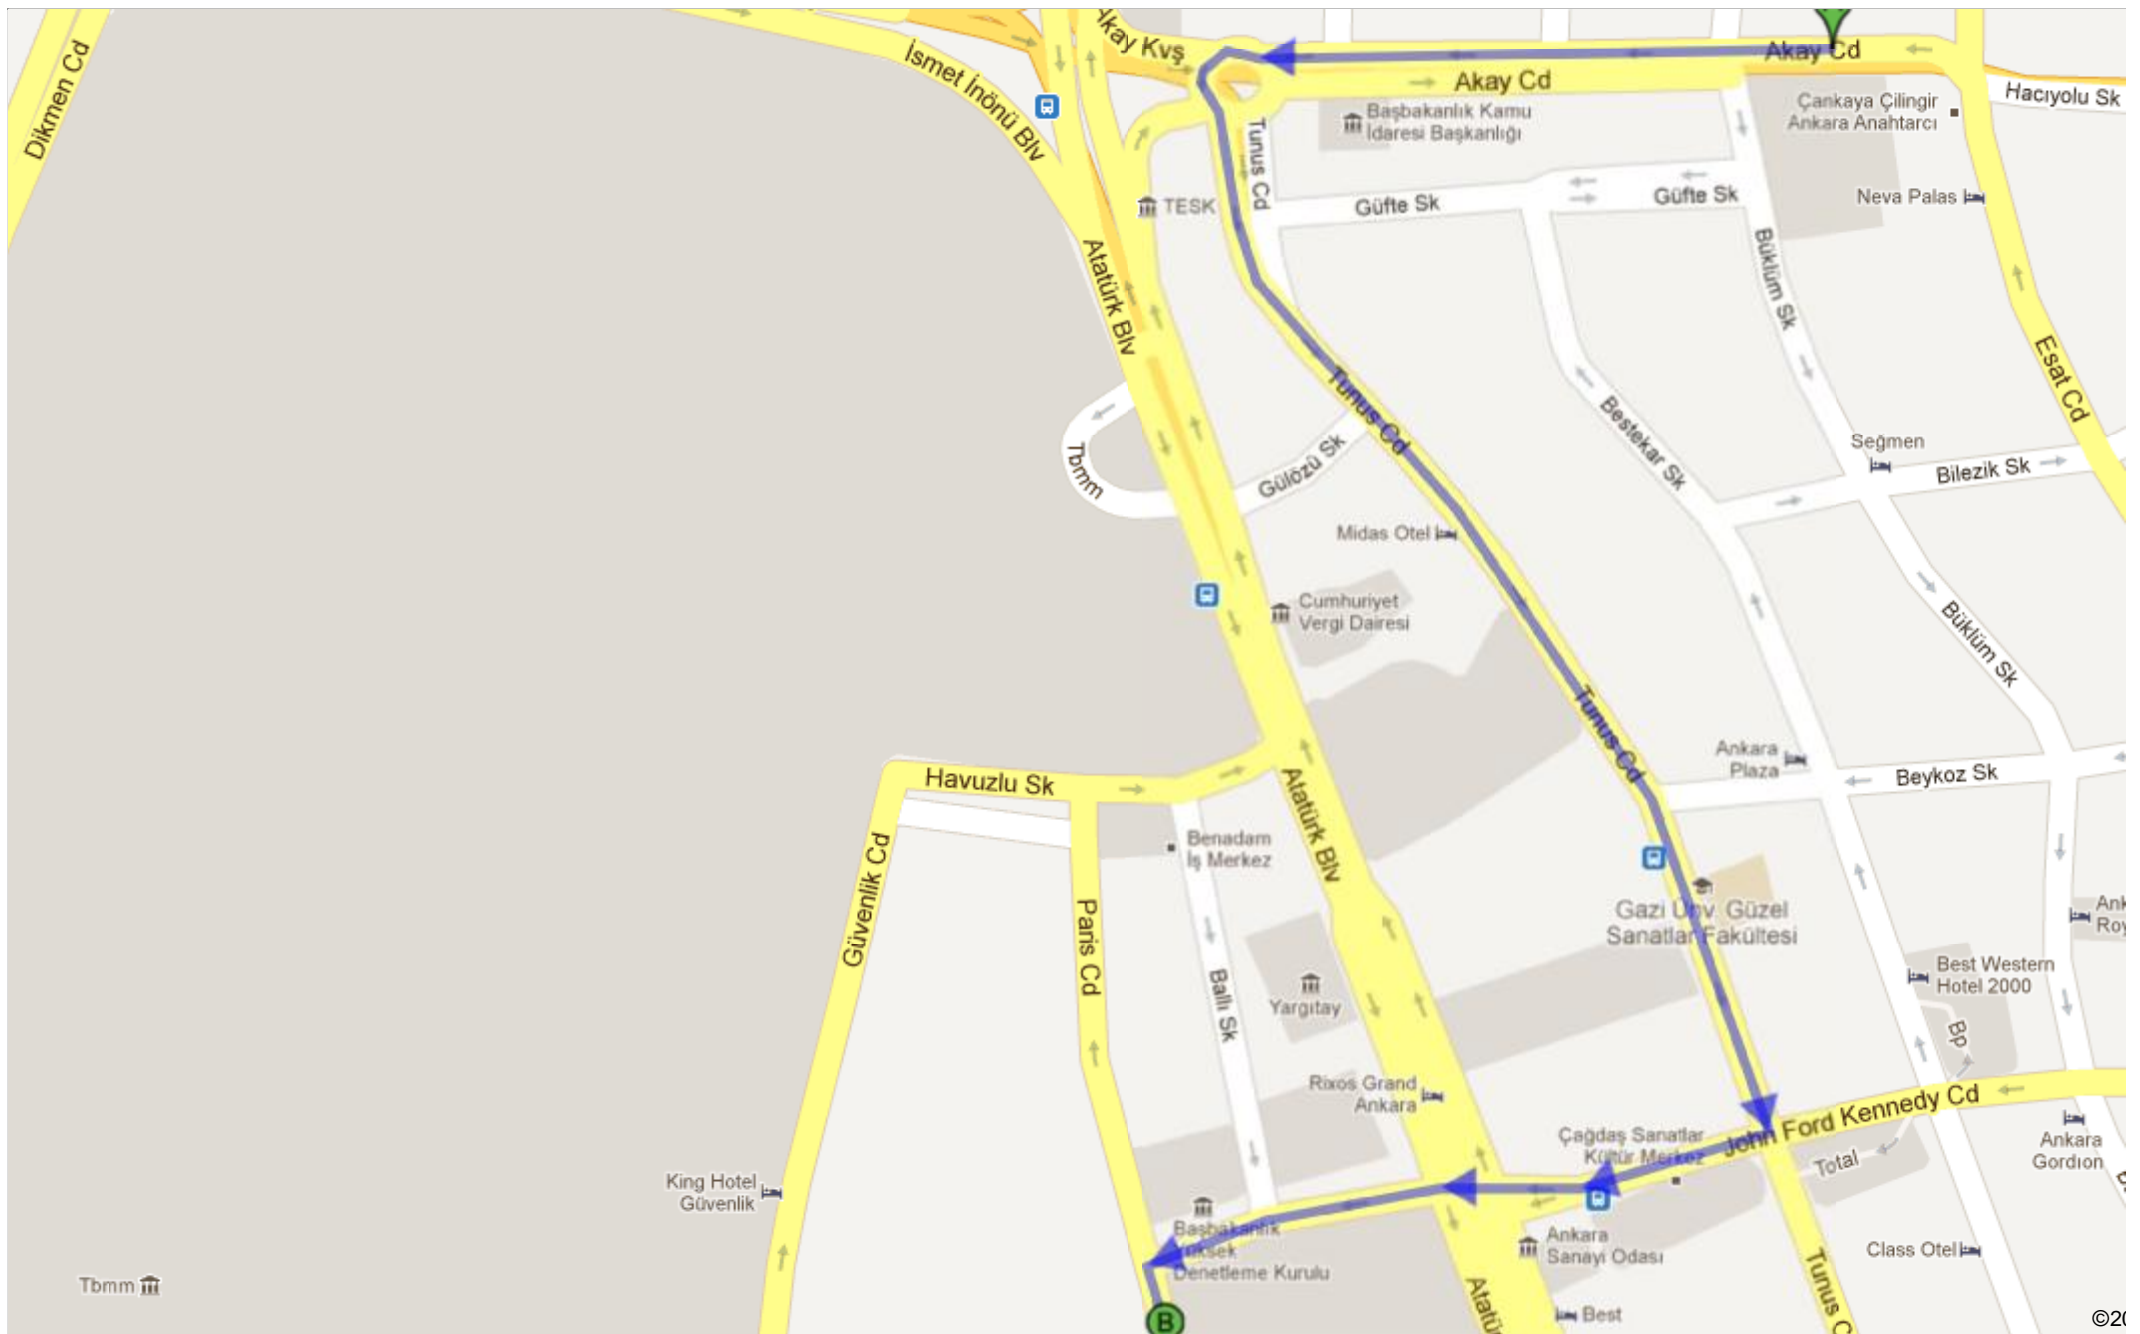 Akay Kvş
Akay Cd
Akay Cd
Dikmen Cd
İsmet İnönü Blv
Hacıyolu Sk
Çankaya Çilingir
Ankara Anahtarcı
Başbakanlık Kamu
İdaresi Başkanlığı
Tunus Cd
TESK
Güfte Sk
Güfte Sk
Neva Palas
Atatürk Blv
Büklüm Sk
Esat Cd
Tunus Cd
Bestekar Sk
Seğmen
Bilezik Sk
Tbmm
Gülözü Sk
Midas Otel
Cumhuriyet
Vergi Dairesi
Büklüm Sk
Tunus Cd
Ankara
Plaza
Beykoz Sk
Havuzlu Sk
Atatürk Blv
Benadam
İş Merkez
Güvenlik Cd
Paris Cd
Gazi Ünv. Güzel
Sanatlar Fakültesi
Ballı Sk
Yargıtay
Best Western
Hotel 2000
Bp
Rixos Grand
Ankara
John Ford Kennedy Cd
Çağdaş Sanatlar
Kültür Merkez
Total
Ankara
Gordion
King Hotel
Güvenlik
Başbakanlık
Yüksek
Denetleme Kurulu
Ankara
Sanayi Odası
Class Otel
Tunus C
Tbmm
Atatür
Best
B
©20